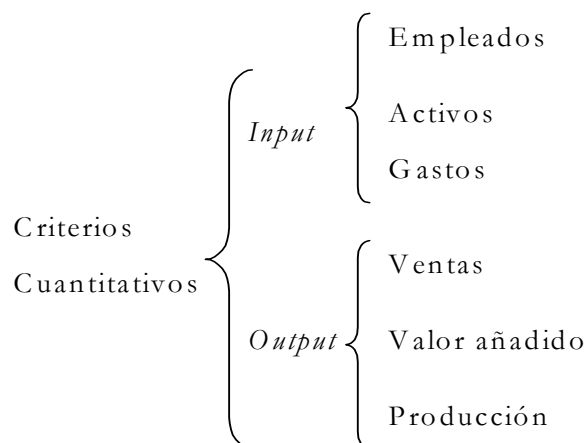 Criterios
Cuantitativos
Input
Empleados
Activos
Gastos
Output
Ventas
Valor añadido
Producción